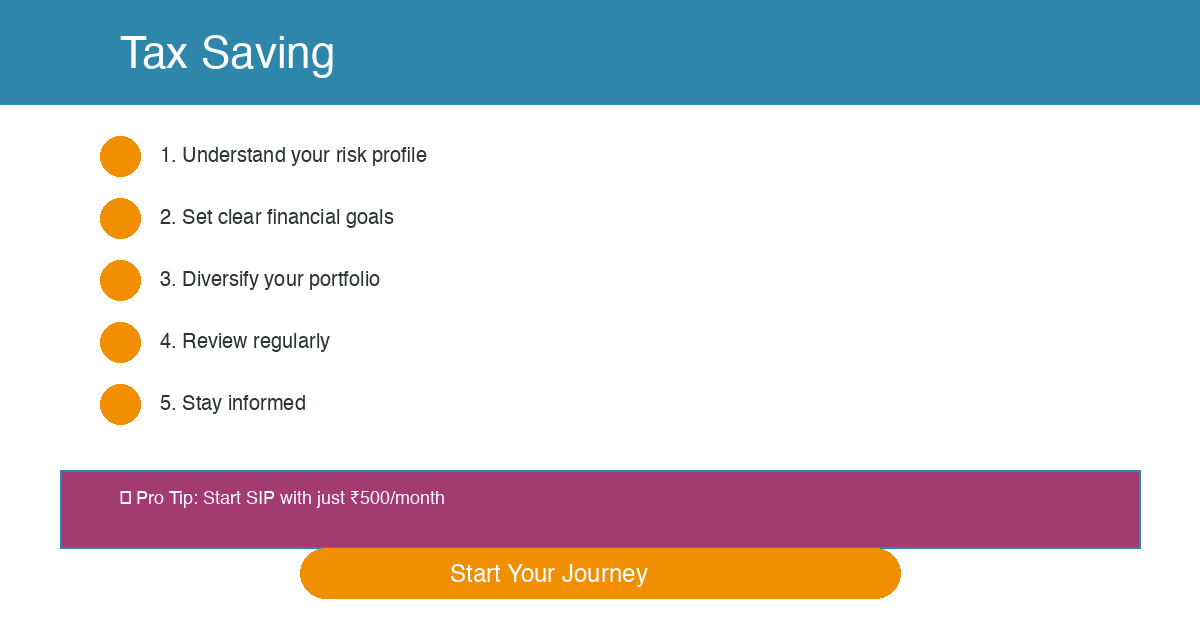 Tax Saving
1. Understand your risk profile
2. Set clear financial goals
3. Diversify your portfolio
4. Review regularly
5. Stay informed
▯ Pro Tip: Start SIP with just ₹500/month
Start Your Journey